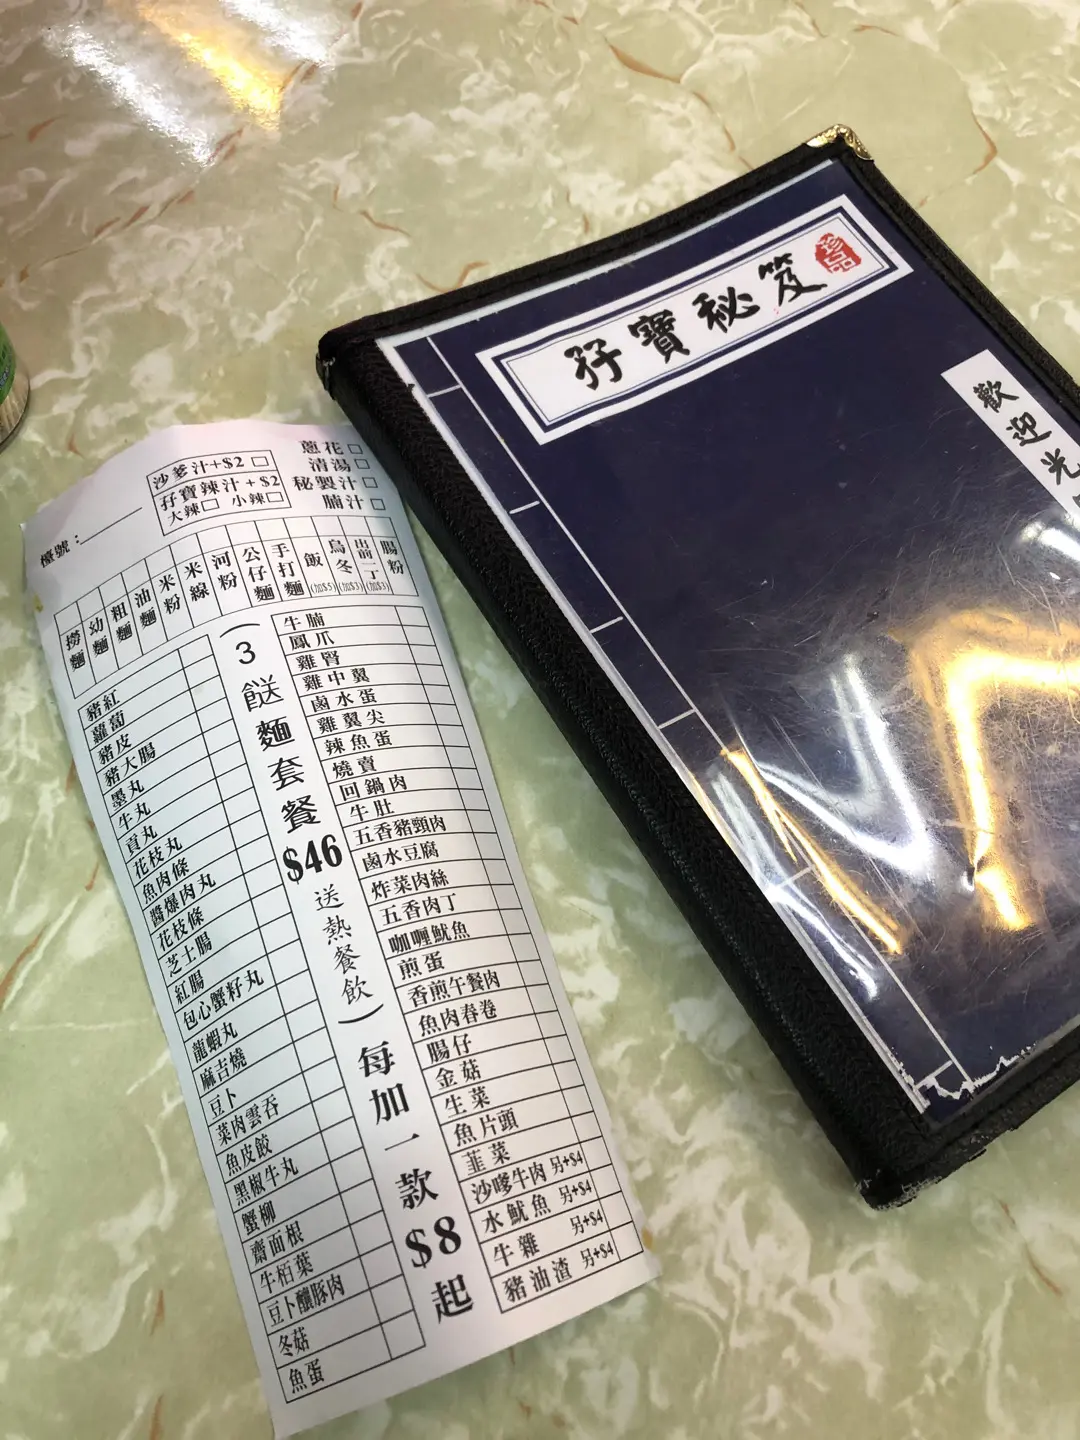 孖寶秘笈
珍品
歡迎光
檯號：
沙爹汁+$2
孖寶辣汁+$2
大辣 小辣
蔥花
清湯
秘製汁
腩汁
撈麵
幼麵
粗麵
油麵
米粉
米線
河粉
公仔麵
手打麵
飯(加$5)
烏冬(加$3)
出前一丁(加$3)
腸粉
豬紅
蘿蔔
豬皮
豬大腸
墨丸
牛丸
貢丸
花枝丸
魚肉條
醬爆肉丸
花枝條
芝士腸
紅腸
包心蟹籽丸
龍蝦丸
麻吉燒
豆卜
菜肉雲吞
魚皮餃
黑椒牛丸
蟹柳
齋面根
牛栢葉
豆卜釀豚肉
冬菇
魚蛋
(3餸麵套餐$46送熱餐飲)每加一款$8起
牛腩
鳳爪
雞腎
雞中翼
鹵水蛋
雞翼尖
辣魚蛋
燒賣
回鍋肉
牛肚
五香豬頸肉
鹵水豆腐
炸菜肉絲
五香肉丁
咖喱魷魚
煎蛋
香煎午餐肉
魚肉春卷
腸仔
金菇
生菜
魚片頭
韭菜
沙嗲牛肉 另+$4
水魷魚 另+$4
牛雜 另+$4
豬油渣 另+$4